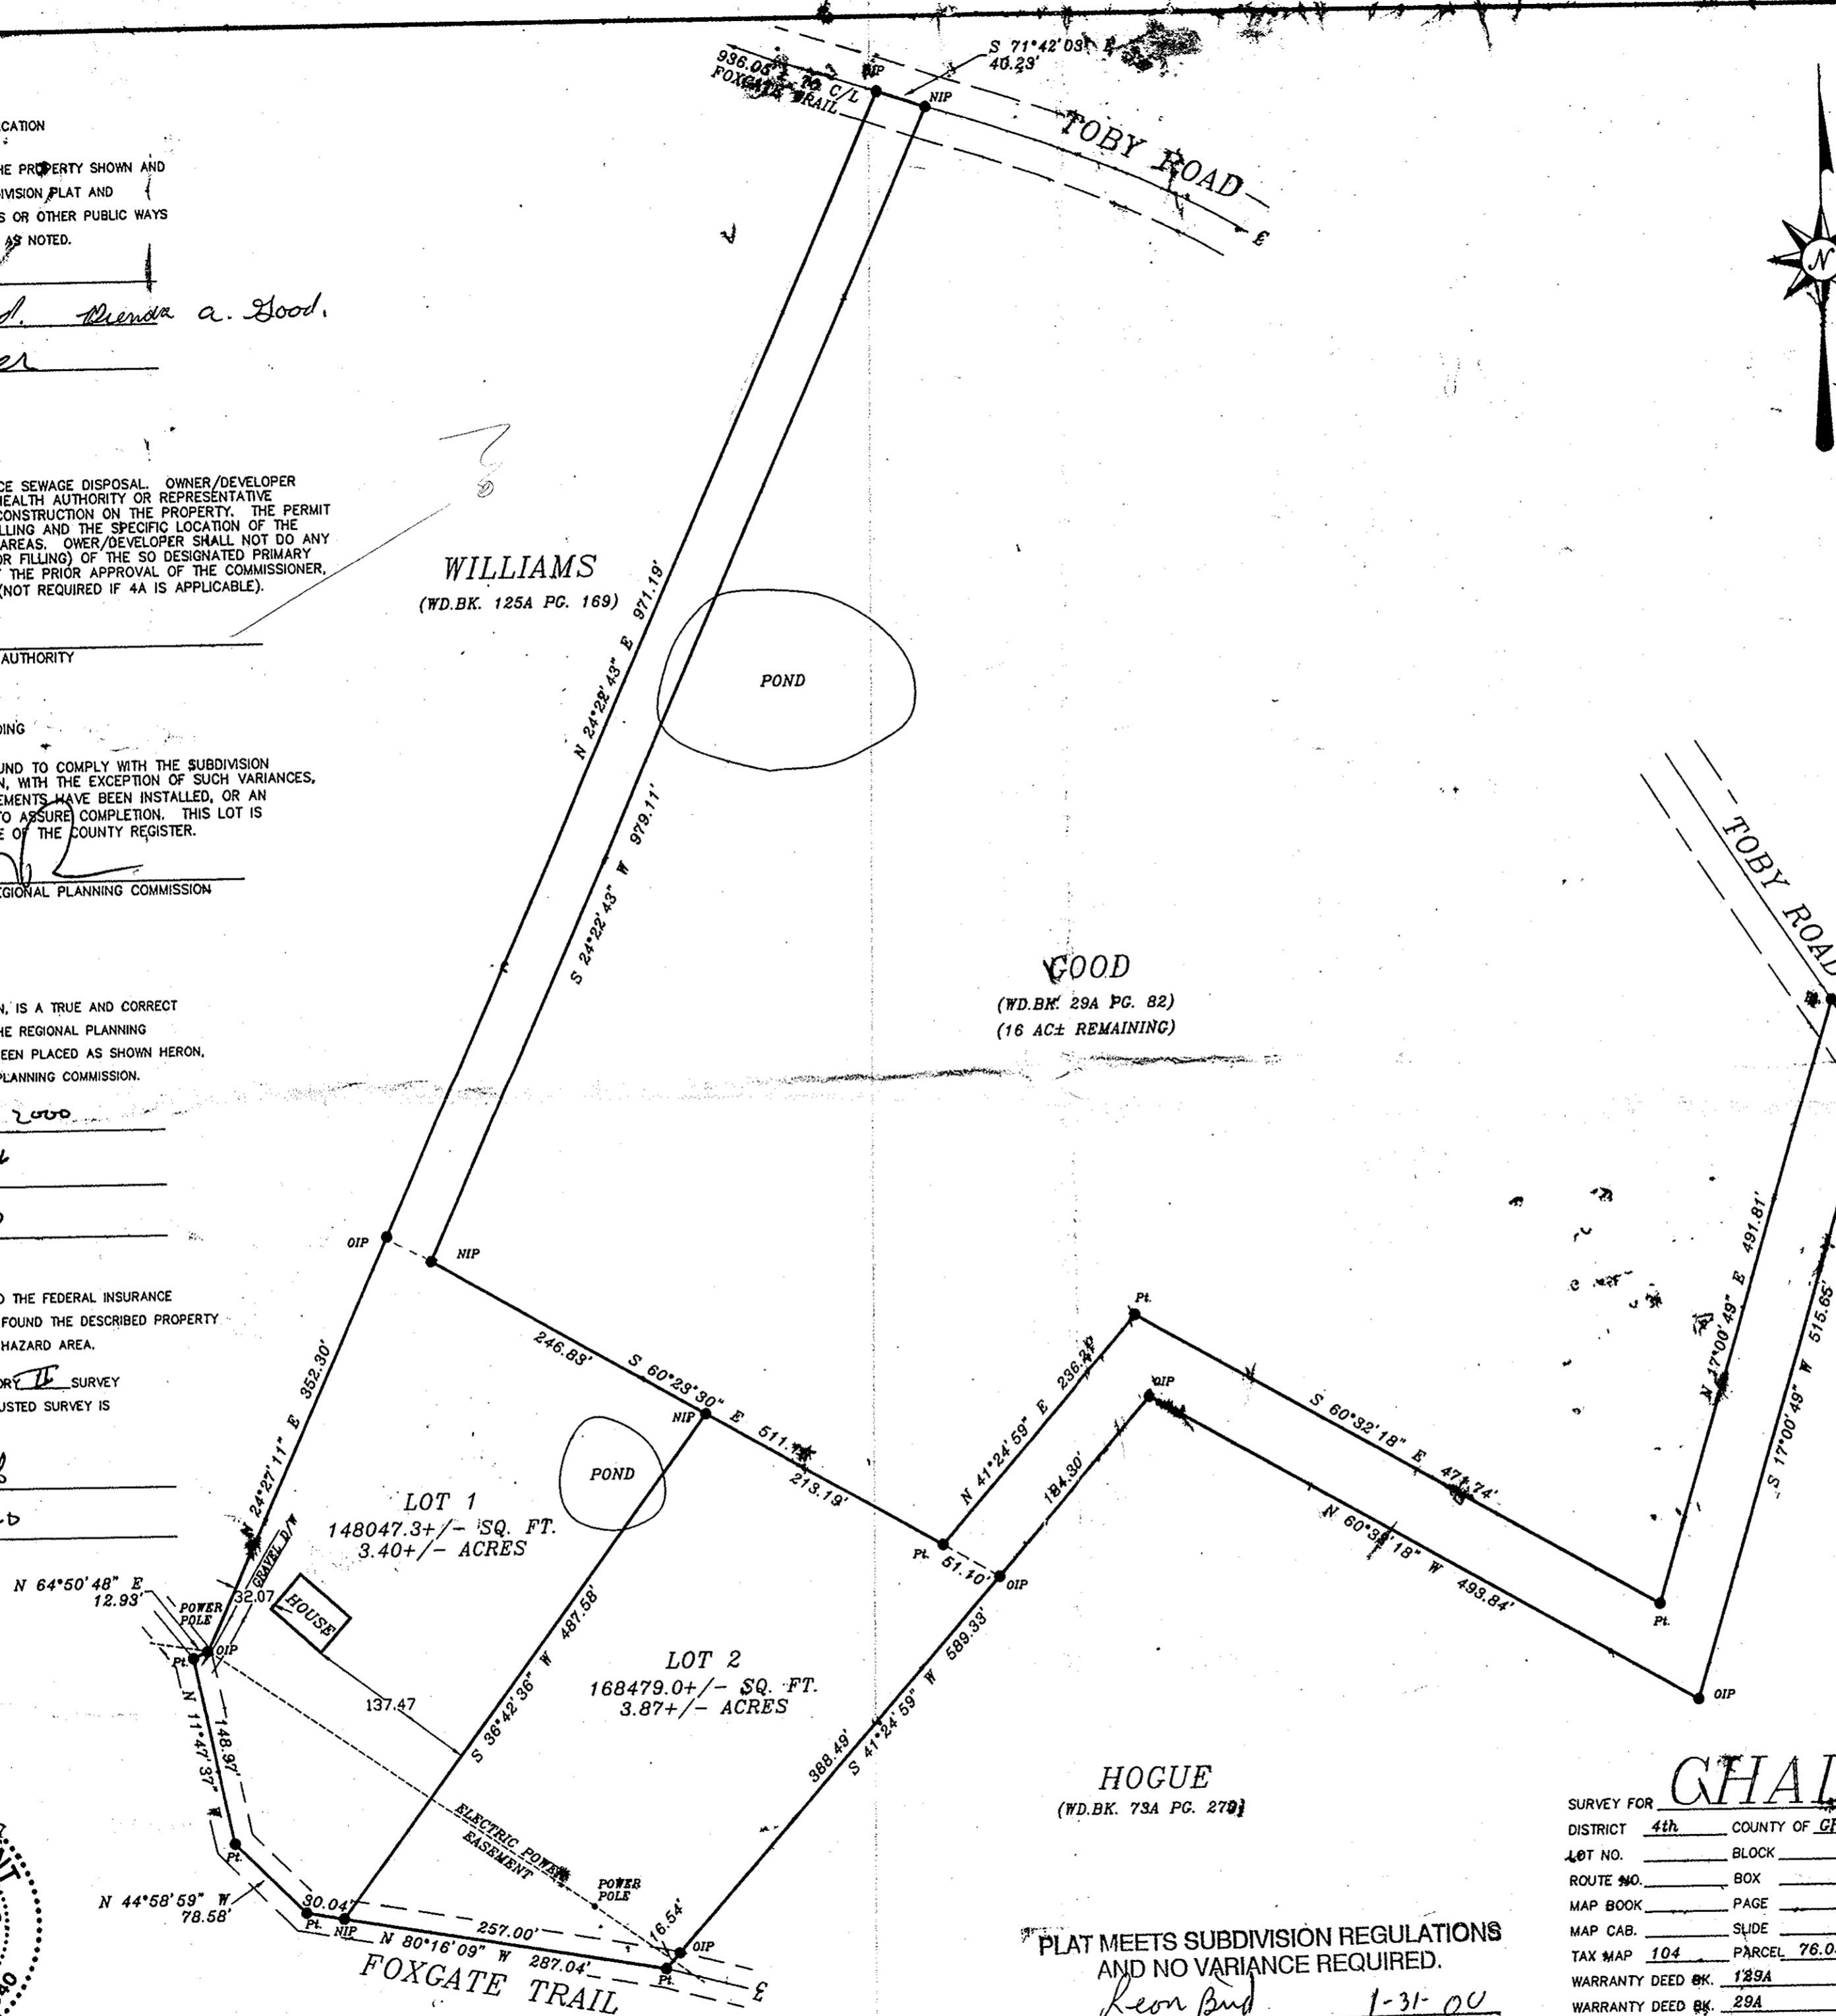 S 71°42'03" E
40.23'
936.05' TO C/L
FOXGATE TRAIL
NIP
NIP
TOBY ROAD
N
CATION
HE PROPERTY SHOWN AND
IVISION PLAT AND
S OR OTHER PUBLIC WAYS
AS NOTED.
Brenda a. Good.
CE SEWAGE DISPOSAL. OWNER/DEVELOPER
HEALTH AUTHORITY OR REPRESENTATIVE
CONSTRUCTION ON THE PROPERTY. THE PERMIT
LLING AND THE SPECIFIC LOCATION OF THE
AREAS. OWER/DEVELOPER SHALL NOT DO ANY
OR FILLING) OF THE SO DESIGNATED PRIMARY
THE PRIOR APPROVAL OF THE COMMISSIONER,
(NOT REQUIRED IF 4A IS APPLICABLE).
AUTHORITY
DING
UND TO COMPLY WITH THE SUBDIVISION
N, WITH THE EXCEPTION OF SUCH VARIANCES,
EMENTS HAVE BEEN INSTALLED, OR AN
TO ASSURE COMPLETION. THIS LOT IS
E OF THE COUNTY REGISTER.
EGIONAL PLANNING COMMISSION
N, IS A TRUE AND CORRECT
HE REGIONAL PLANNING
EEN PLACED AS SHOWN HERON,
PLANNING COMMISSION.
2000
D THE FEDERAL INSURANCE
FOUND THE DESCRIBED PROPERTY
HAZARD AREA.
ORY II SURVEY
USTED SURVEY IS
WILLIAMS
(WD.BK. 125A PG. 169)
N 24°22'43" E 971.19'
S 24°22'43" W 979.11'
POND
TOBY ROAD
GOOD
(WD.BK. 29A PG. 82)
(16 AC± REMAINING)
OIP
NIP
246.83'
S 60°23'30" E
NIP
213.19'
N 24°27'11" E 352.30'
POND
LOT 1
148047.3+/- SQ. FT.
3.40+/- ACRES
Pt.
OIP
N 41°24'59" E
184.30'
S 60°32'18" E 471.74'
N 17°00'49" E 491.81'
S 17°00'49" W 515.65'
493.84'
Pt.
OIP
Pt.
51.10'
OIP
N 64°50'48" E
12.93'
POWER
POLE
32.07
GRAVEL D/W
HOUSE
OIP
Pt.
137.47
S 36°42'36" W 487.58'
LOT 2
168479.0+/- SQ. FT.
3.87+/- ACRES
388.49'
S 41°24'59" W 589.33'
N 11°47'37" W
148.97'
Pt.
N 44°58'59" W
78.58'
ELECTRIC POWER
EASEMENT
POWER
POLE
16.54'
OIP
Pt.
30.04'
Pt.
NIP
257.00'
N 80°16'09" W 287.04'
FOXGATE TRAIL
HOGUE
(WD.BK. 73A PG. 279)
PLAT MEETS SUBDIVISION REGULATIONS
AND NO VARIANCE REQUIRED.
1-31-00
SURVEY FOR CHAI
DISTRICT 4th COUNTY OF
LOT NO. BLOCK
ROUTE NO. BOX
MAP BOOK PAGE
MAP CAB. SLIDE
TAX MAP 104 PARCEL 76.0
WARRANTY DEED BK. 129A
WARRANTY DEED BK. 29A